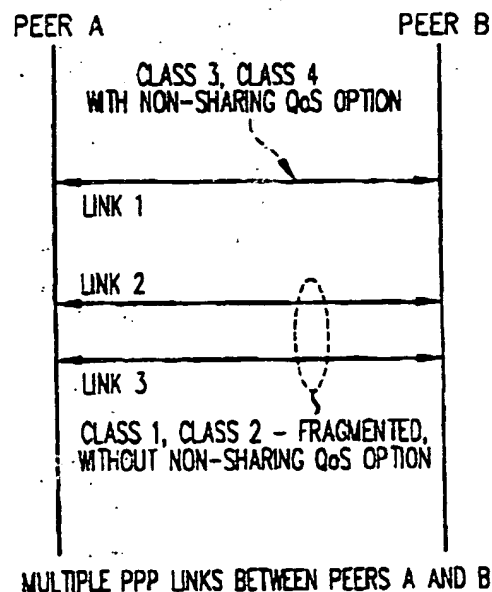 PEER A
PEER B
CLASS 3, CLASS 4
WITH NON-SHARING QoS OPTION
LINK 1
LINK 2
LINK 3
CLASS 1, CLASS 2 - FRAGMENTED,
WITHOUT NON-SHARING QoS OPTION
MULTIPLE PPP LINKS BETWEEN PEERS A AND B